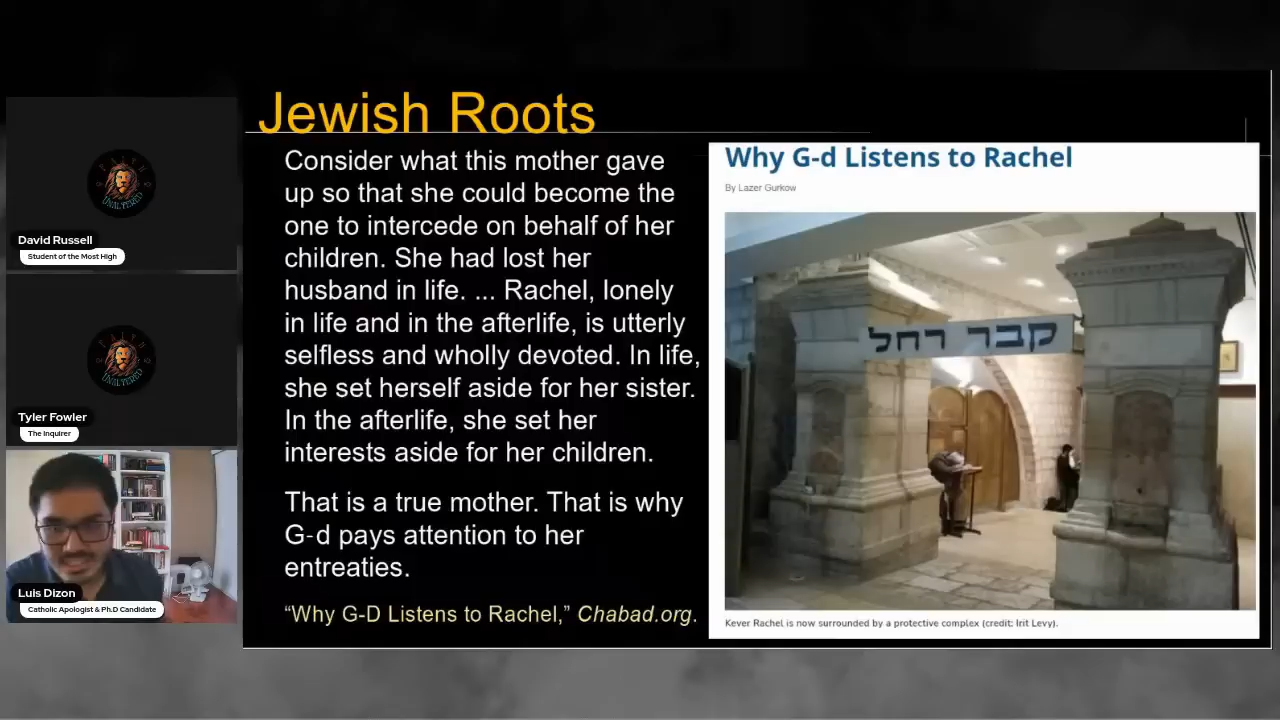 Jewish Roots
Consider what this mother gave
up so that she could become the
one to intercede on behalf of her
children. She had lost her
husband in life. ... Rachel, lonely
in life and in the afterlife, is utterly
selfless and wholly devoted. In life,
she set herself aside for her sister.
In the afterlife, she set her
interests aside for her children.
That is a true mother. That is why
G-d pays attention to her
entreaties.
“Why G-D Listens to Rachel,” Chabad.org.
Why G-d Listens to Rachel
By Lazer Gurkow
קבר רחל
Kever Rachel is now surrounded by a protective complex (credit: Irit Levy).
UNALTERED
David Russell
Student of the Most High
UNALTERED
Tyler Fowler
The Inquirer
Luis Dizon
Catholic Apologist & Ph.D Candidate